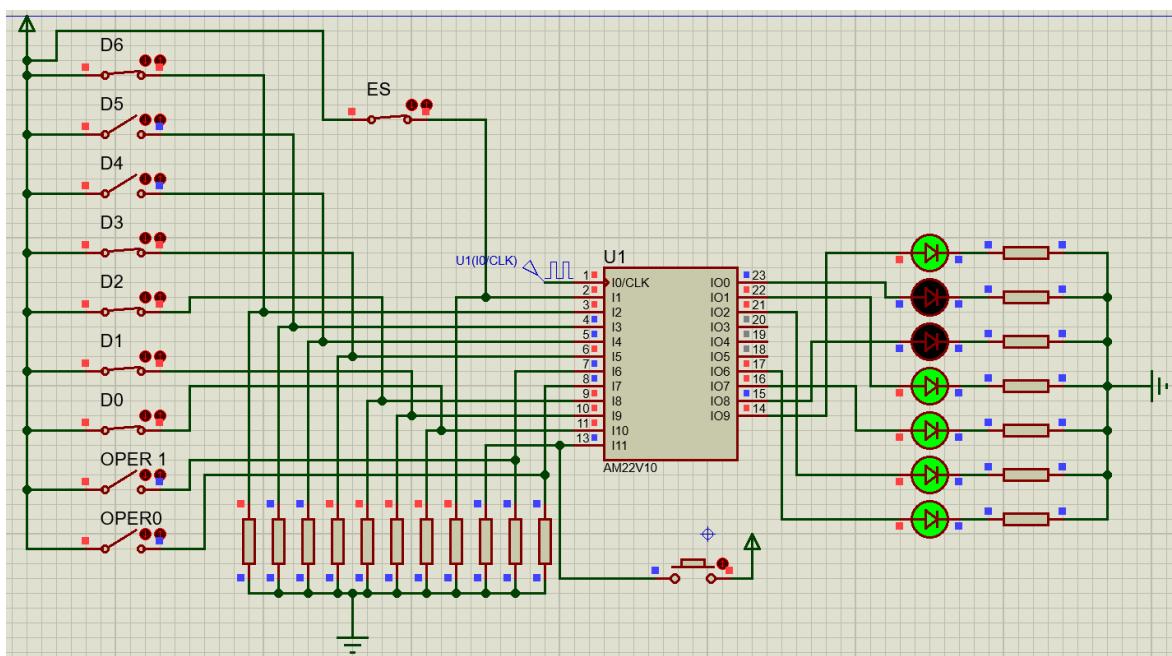 D6
D5
D4
D3
D2
D1
D0
OPER 1
OPER0
ES
U1(I0/CLK)
U1
1 I0/CLK IO0 23
2 I1 IO1 22
3 I2 IO2 21
4 I3 IO3 20
5 I4 IO4 19
6 I5 IO5 18
7 I6 IO6 17
8 I7 IO7 16
9 I8 IO8 15
10 I9 IO9 14
11 I10
13 I11
AM22V10